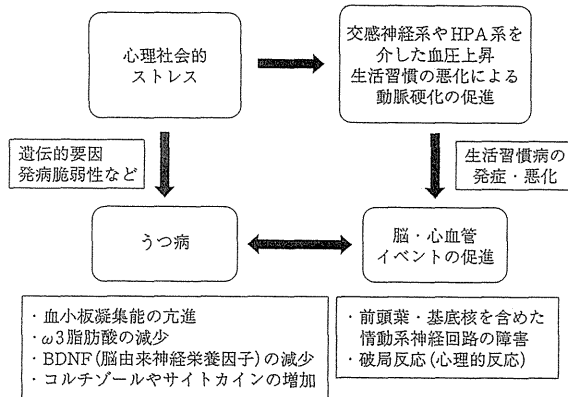 心理社会的
ストレス
交感神経系やHPA系を
介した血圧上昇
生活習慣の悪化による
動脈硬化の促進
遺伝的要因
発病脆弱性など
生活習慣病の
発症・悪化
うつ病
脳・心血管
イベントの促進
・血小板凝集能の亢進
・ω3脂肪酸の減少
・BDNF(脳由来神経栄養因子)の減少
・コルチゾールやサイトカインの増加
・前頭葉・基底核を含めた
情動系神経回路の障害
・破局反応(心理的反応)